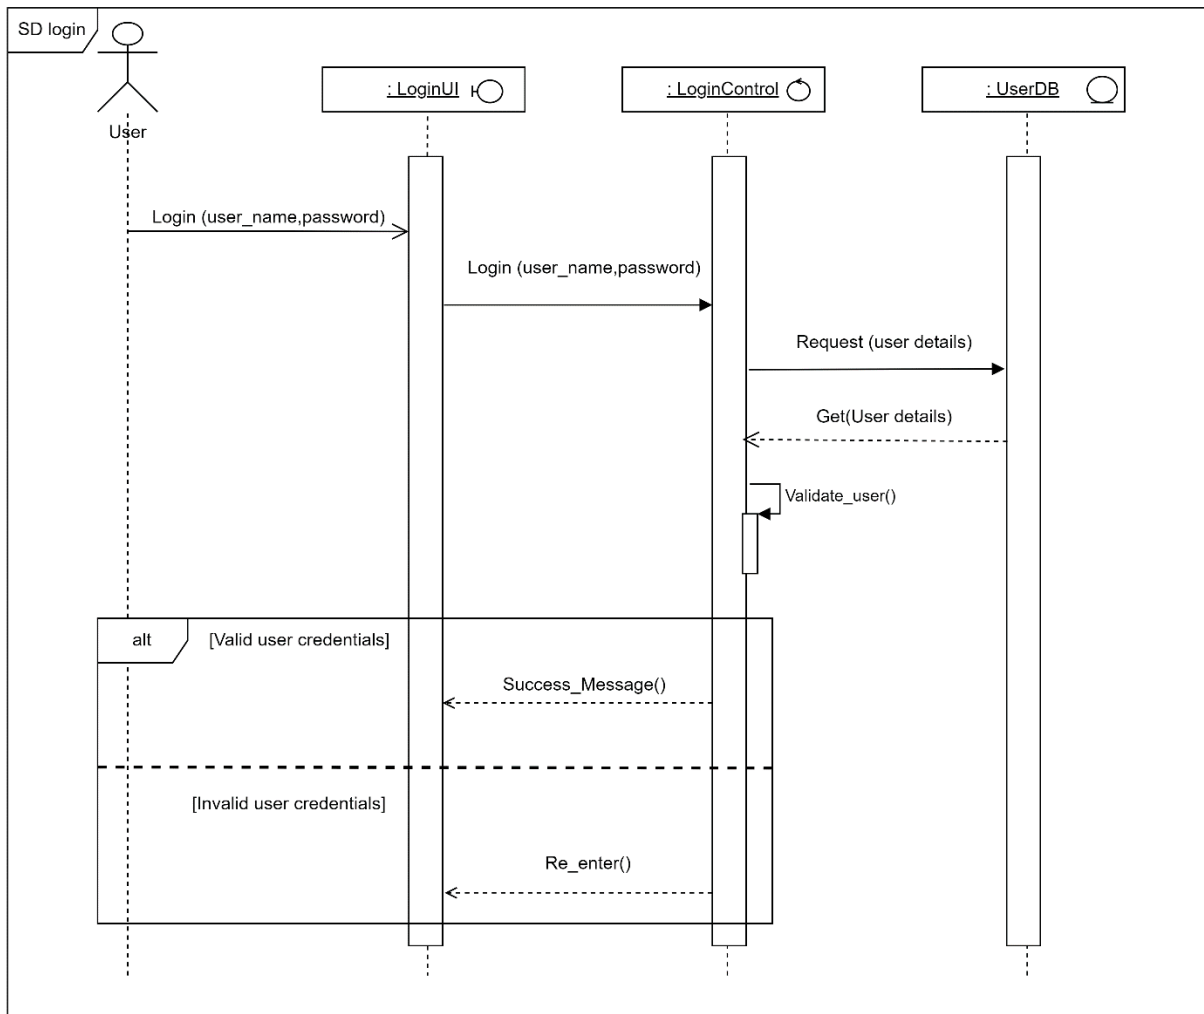 SD login
: LoginUI
: LoginControl
: UserDB
User
Login (user_name,password)
Login (user_name,password)
Request (user details)
Get(User details)
Validate_user()
alt
[Valid user credentials]
Success_Message()
[Invalid user credentials]
Re_enter()